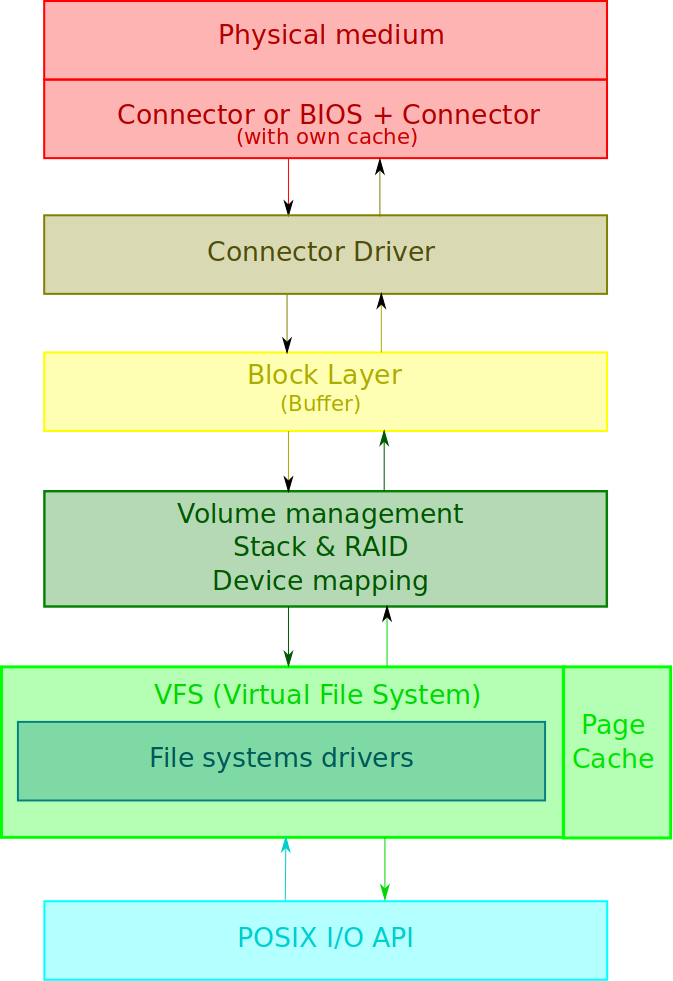 Physical medium
Connector or BIOS + Connector
(with own cache)
Connector Driver
Block Layer
(Buffer)
Volume management
Stack & RAID
Device mapping
VFS (Virtual File System)
File systems drivers
Page
Cache
POSIX I/O API